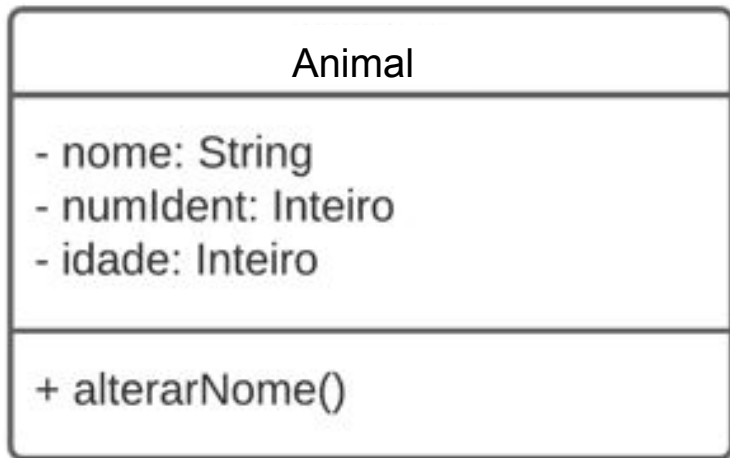 Animal
- nome: String
- numIdent: Inteiro
- idade: Inteiro
+ alterarNome()